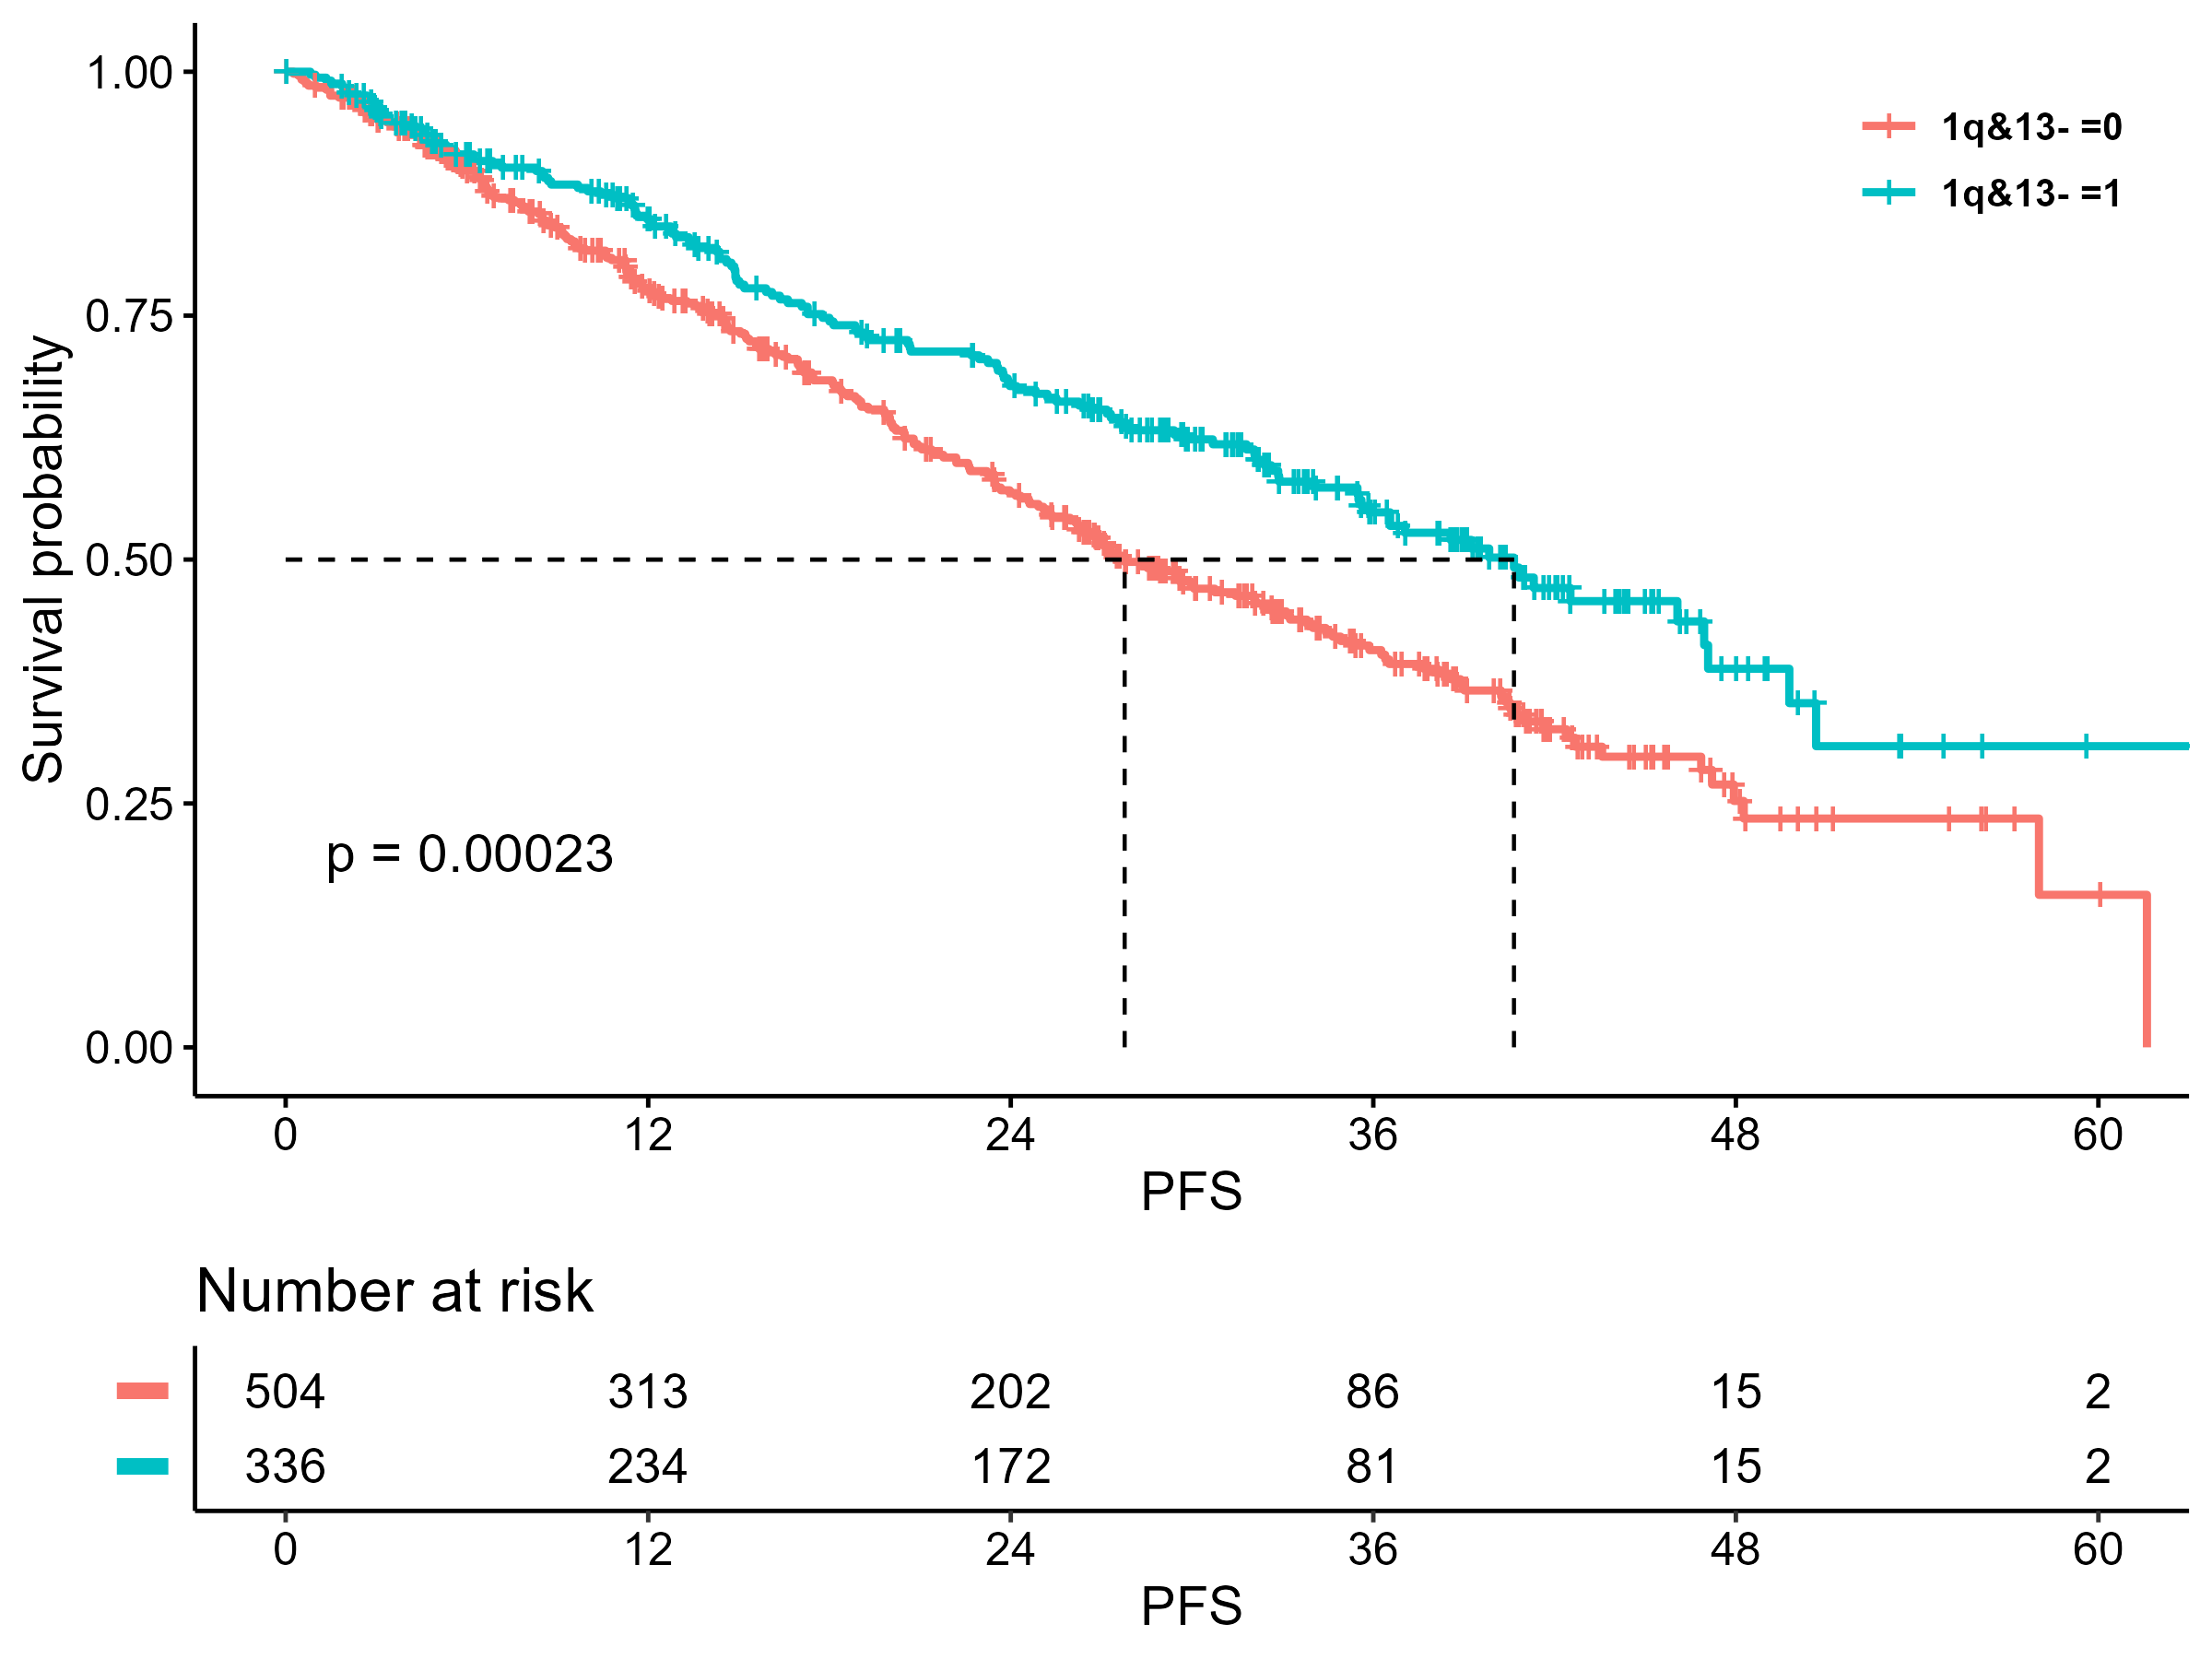 1.00
0.75
0.50
0.25
0.00
Survival probability
1q&13- =0
1q&13- =1
p = 0.00023
0 12 24 36 48 60
PFS
Number at risk
504 313 202 86 15 2
336 234 172 81 15 2
0 12 24 36 48 60
PFS